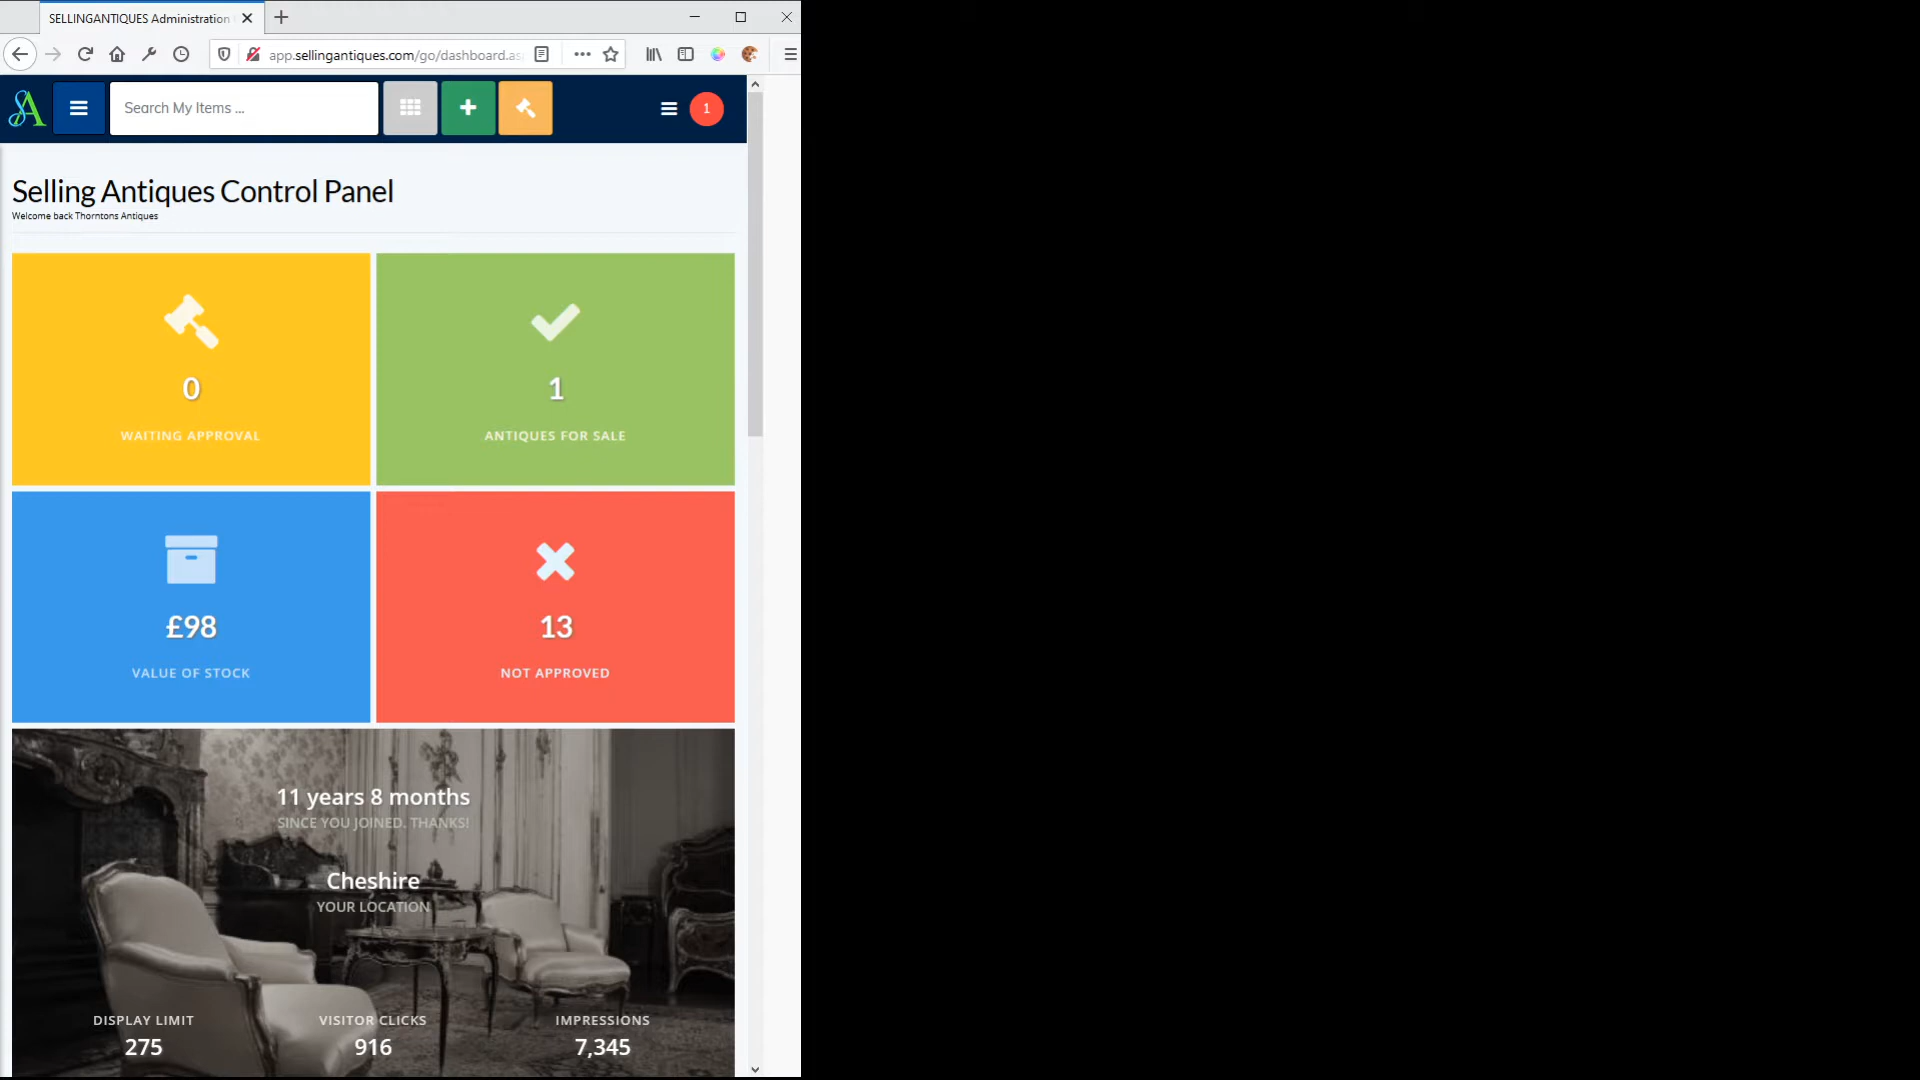 SELLINGANTIQUES Administration
app.sellingantiques.com/go/dashboard.as
Search My Items ...
1
Selling Antiques Control Panel
Welcome back Thorntons Antiques
0
WAITING APPROVAL
1
ANTIQUES FOR SALE
£98
VALUE OF STOCK
13
NOT APPROVED
11 years 8 months
SINCE YOU JOINED. THANKS!
Cheshire
YOUR LOCATION
DISPLAY LIMIT VISITOR CLICKS IMPRESSIONS
275 916 7,345